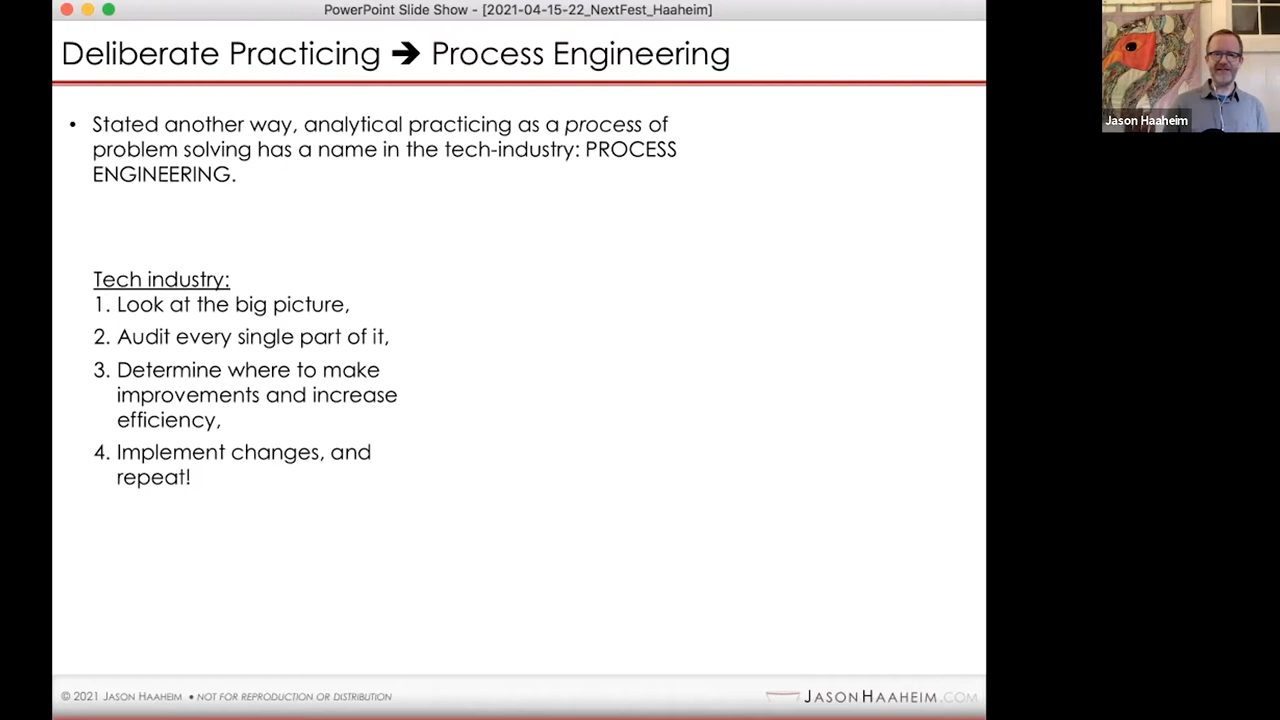 PowerPoint Slide Show - [2021-04-15-22_NextFest_Haaheim]
Deliberate Practicing ➔ Process Engineering
• Stated another way, analytical practicing as a process of
problem solving has a name in the tech-industry: PROCESS
ENGINEERING.
Tech industry:
1. Look at the big picture,
2. Audit every single part of it,
3. Determine where to make
improvements and increase
efficiency,
4. Implement changes, and
repeat!
© 2021 JASON HAAHEIM • NOT FOR REPRODUCTION OR DISTRIBUTION
JASONHAAHEIM.COM
Jason Haaheim